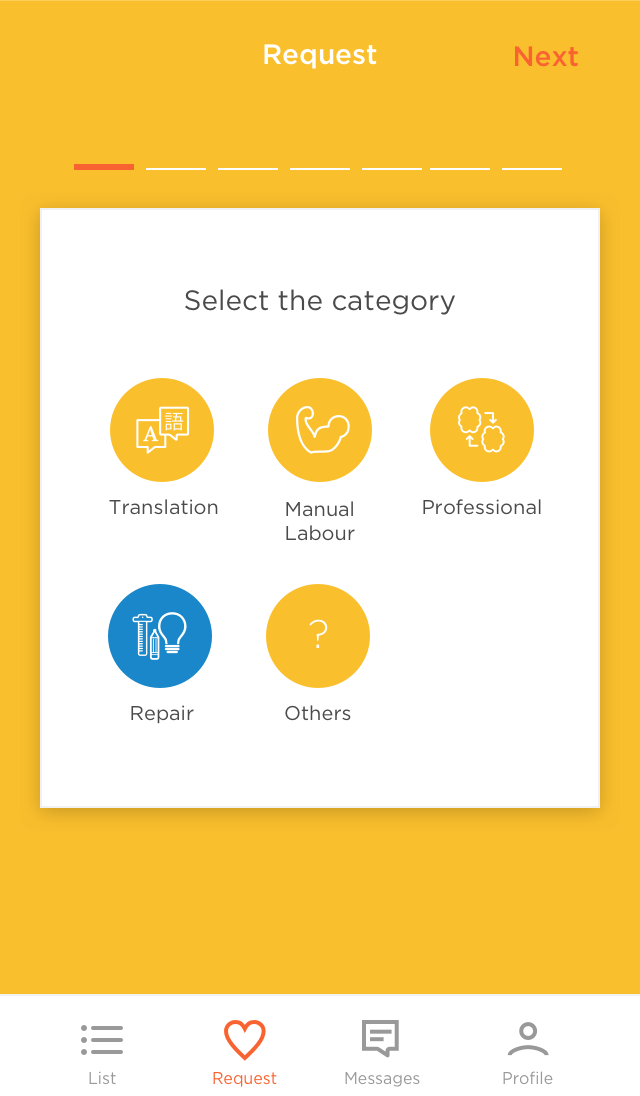 Request
Next
Select the category
A 語
Translation
Manual
Labour
Professional
?
Repair
Others
List
Request
Messages
Profile